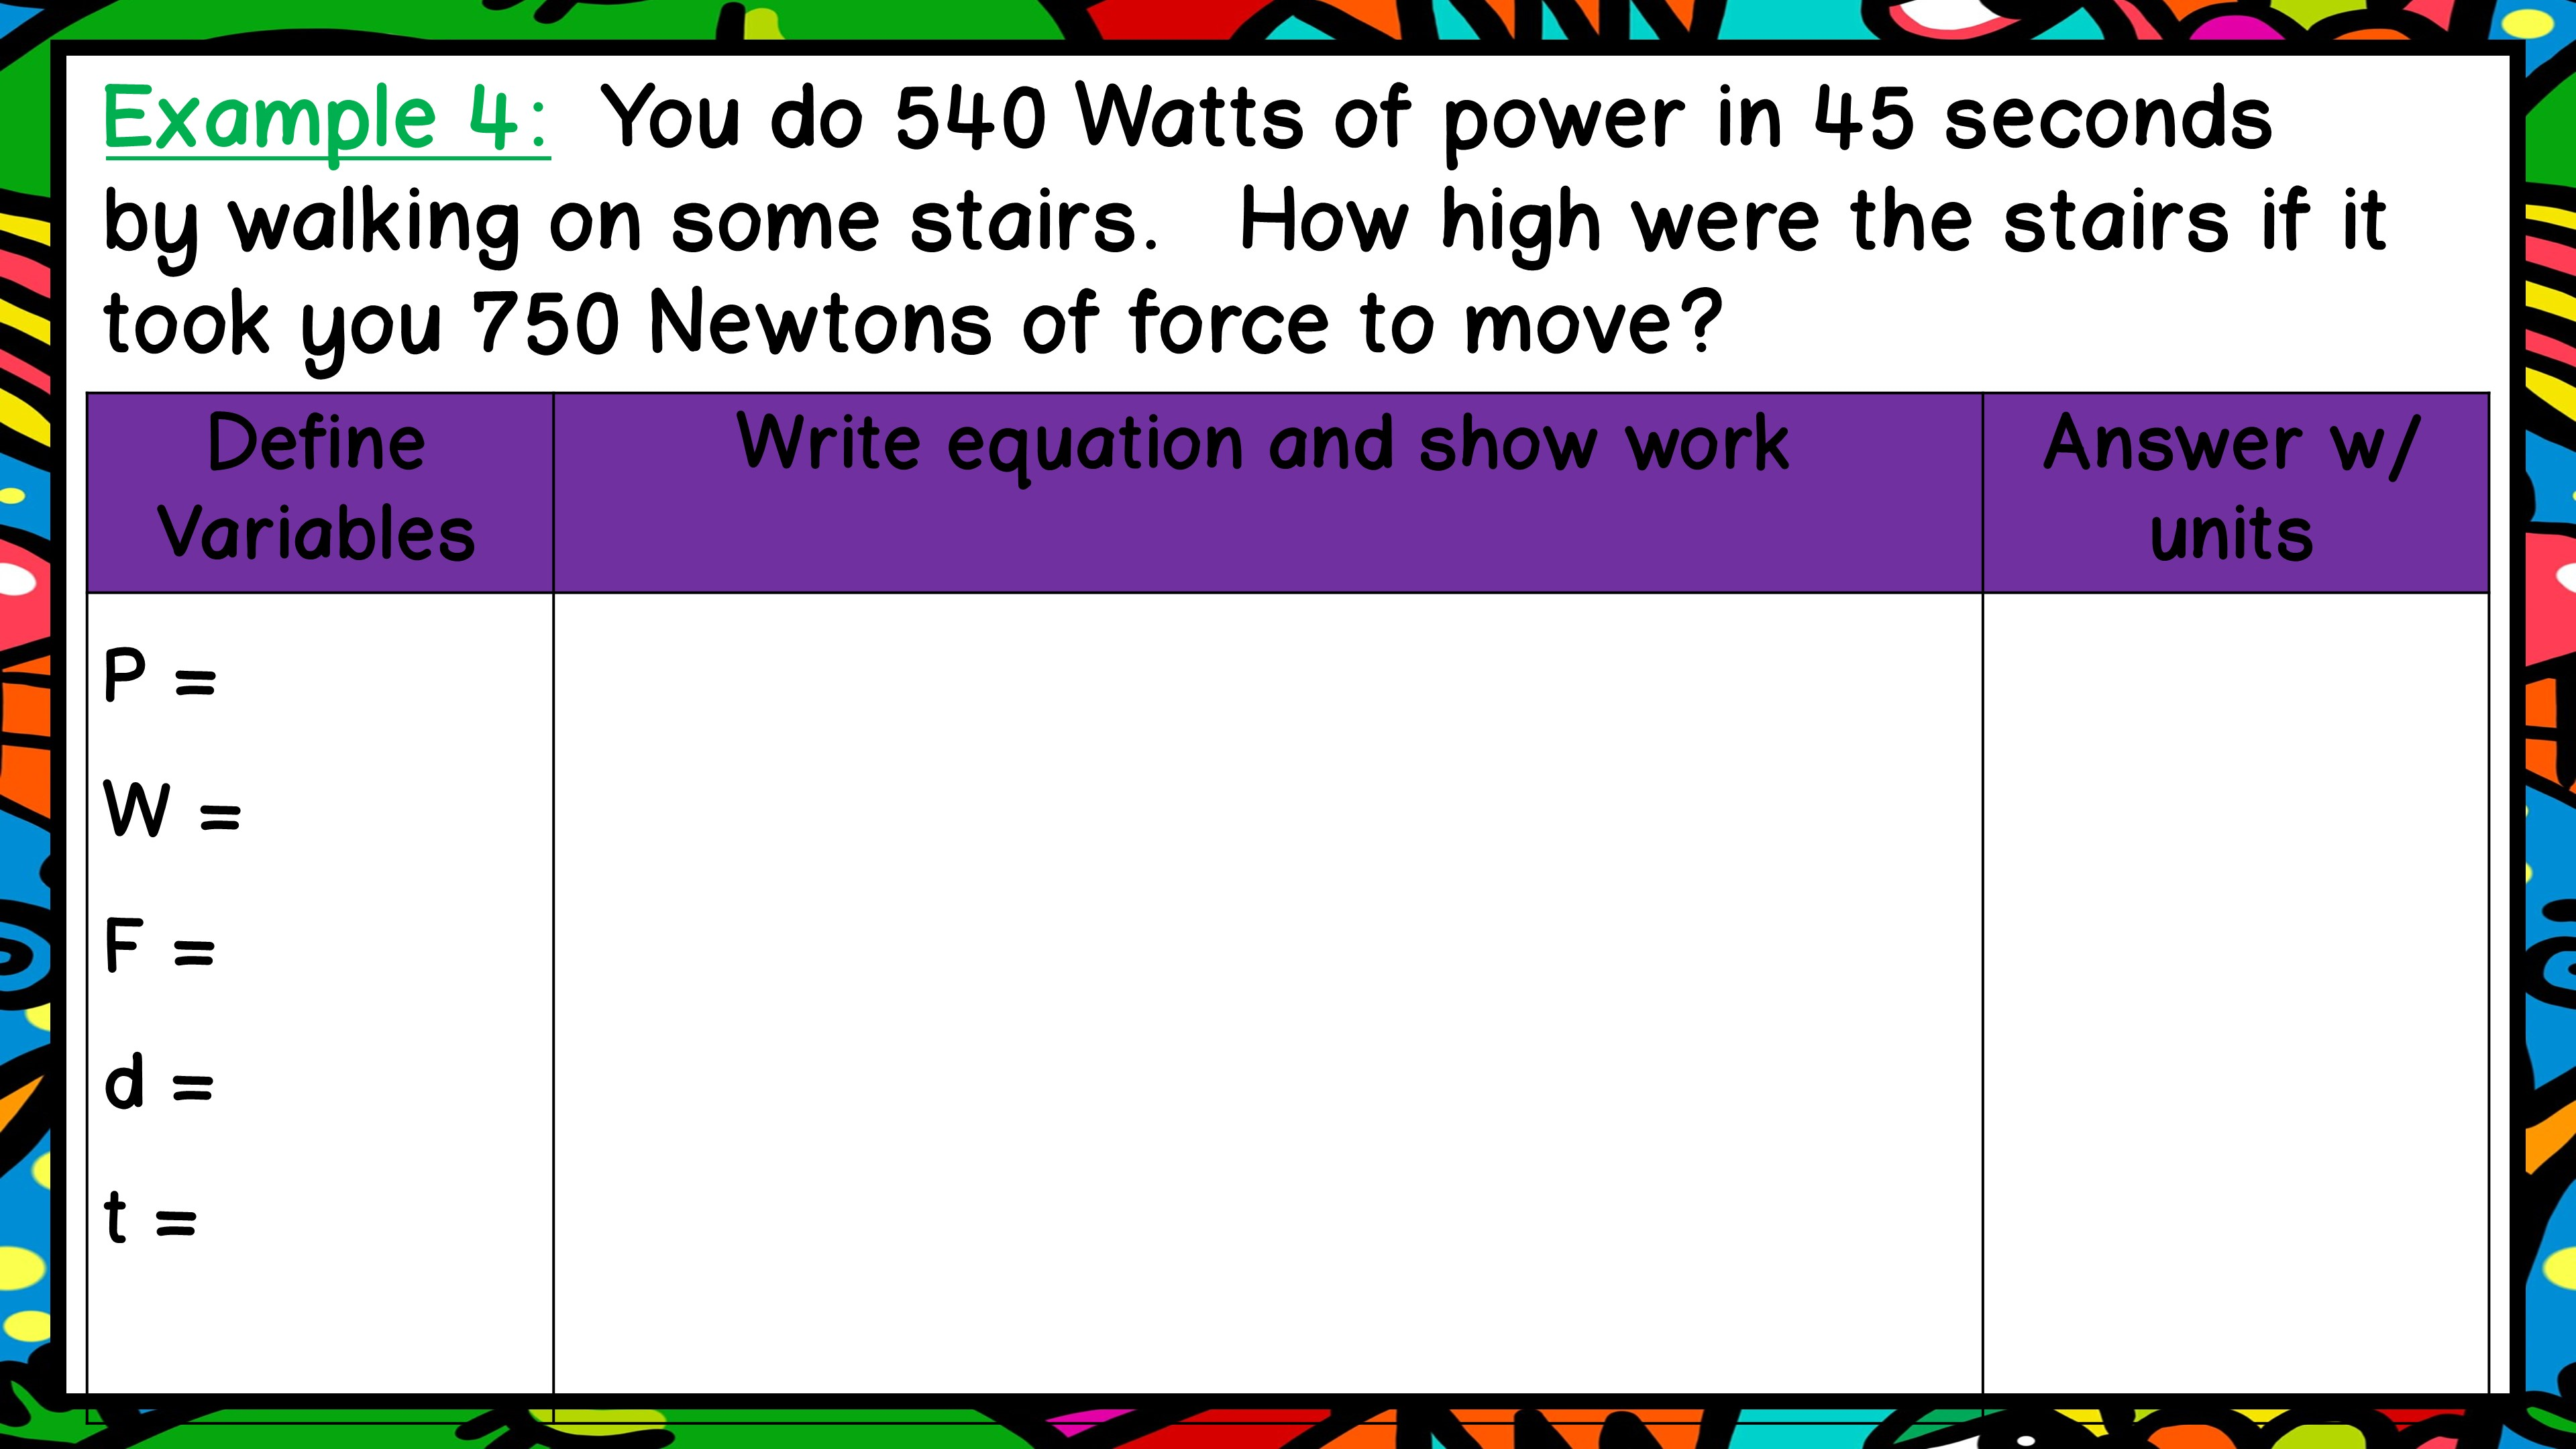 Example 4: You do 540 Watts of power in 45 seconds
by walking on some stairs. How high were the stairs if it
took you 750 Newtons of force to move?
Define
Variables
Write equation and show work
Answer w/
units
P =
W =
F =
d =
t =